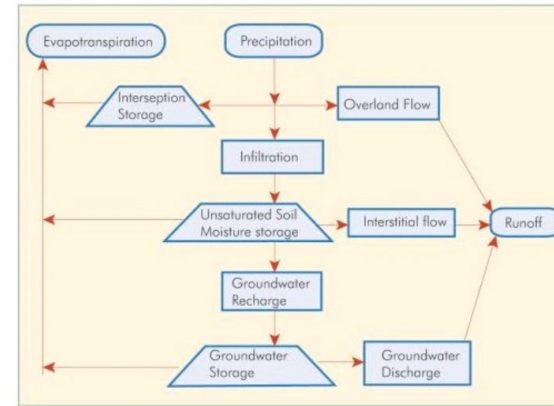 Evapotranspiration
Precipitation
Interseption
Storage
Overland Flow
Infiltration
Unsaturated Soil
Moisture storage
Interstitial flow
Runoff
Groundwater
Recharge
Groundwater
Storage
Groundwater
Discharge